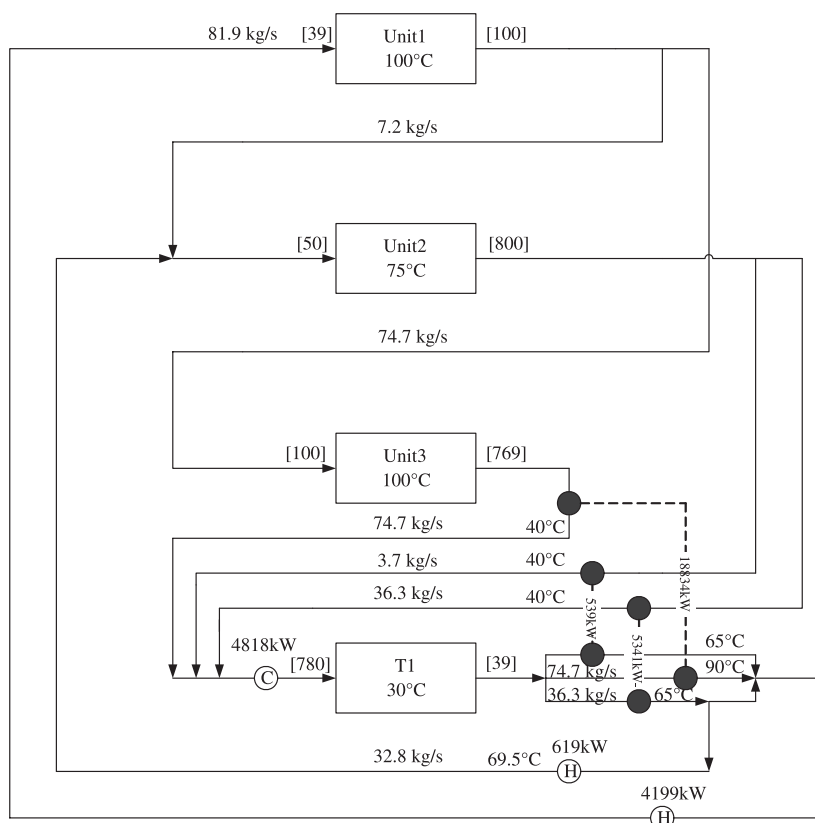 81.9 kg/s [39] Unit1 [100]
100°C
7.2 kg/s
[50] Unit2 [800]
75°C
74.7 kg/s
[100] Unit3 [769]
100°C
74.7 kg/s 40°C
3.7 kg/s 40°C
18834kW
36.3 kg/s 40°C
539kW
5341kW
4818kW
C [780] T1 [39]
30°C
65°C
74.7 kg/s 90°C
36.3 kg/s 65°C
32.8 kg/s 69.5°C 619kW
H
4199kW
H